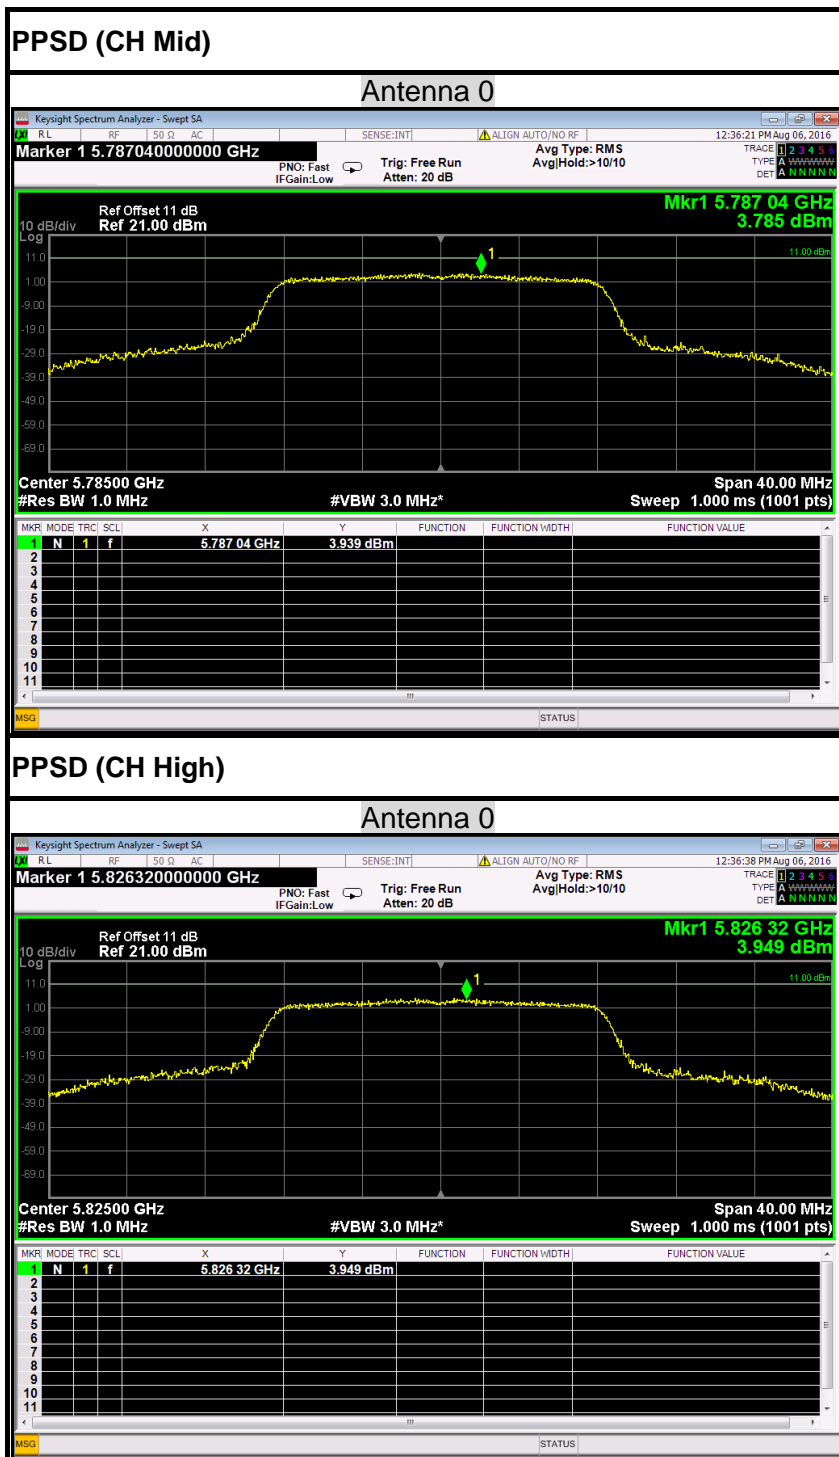 PPSD (CH Mid)
Antenna 0
Keysight Spectrum Analyzer - Swept SA
LXI RL RF 50 Ω AC SENSE:INT ALIGN AUTO/NO RF 12:36:21 PM Aug 06, 2016
Marker 1 5.787040000000 GHz Avg Type: RMS TRACE 1 2 3 4 5 6
PNO: Fast Trig: Free Run Avg|Hold:>10/10 TYPE A WWWWW
IFGain:Low Atten: 20 dB DET A N N N N N
Mkr1 5.787 04 GHz
Ref Offset 11 dB
10 dB/div Ref 21.00 dBm 3.785 dBm
Log
1
11.0 11.00 dBm
1.00
-9.00
-19.0
-29.0
-39.0
-49.0
-59.0
-69.0
Center 5.78500 GHz Span 40.00 MHz
#Res BW 1.0 MHz #VBW 3.0 MHz* Sweep 1.000 ms (1001 pts)
MKR MODE TRC SCL X Y FUNCTION FUNCTION WIDTH FUNCTION VALUE
1 N 1 f 5.787 04 GHz 3.939 dBm
2
3
4
5
6
7
8
9
10
11
MSG STATUS
PPSD (CH High)
Antenna 0
Keysight Spectrum Analyzer - Swept SA
LXI RL RF 50 Ω AC SENSE:INT ALIGN AUTO/NO RF 12:36:38 PM Aug 06, 2016
Marker 1 5.826320000000 GHz Avg Type: RMS TRACE 1 2 3 4 5 6
PNO: Fast Trig: Free Run Avg|Hold:>10/10 TYPE A WWWWW
IFGain:Low Atten: 20 dB DET A N N N N N
Mkr1 5.826 32 GHz
Ref Offset 11 dB
10 dB/div Ref 21.00 dBm 3.949 dBm
Log
1
11.0 11.00 dBm
1.00
-9.00
-19.0
-29.0
-39.0
-49.0
-59.0
-69.0
Center 5.82500 GHz Span 40.00 MHz
#Res BW 1.0 MHz #VBW 3.0 MHz* Sweep 1.000 ms (1001 pts)
MKR MODE TRC SCL X Y FUNCTION FUNCTION WIDTH FUNCTION VALUE
1 N 1 f 5.826 32 GHz 3.949 dBm
2
3
4
5
6
7
8
9
10
11
MSG STATUS